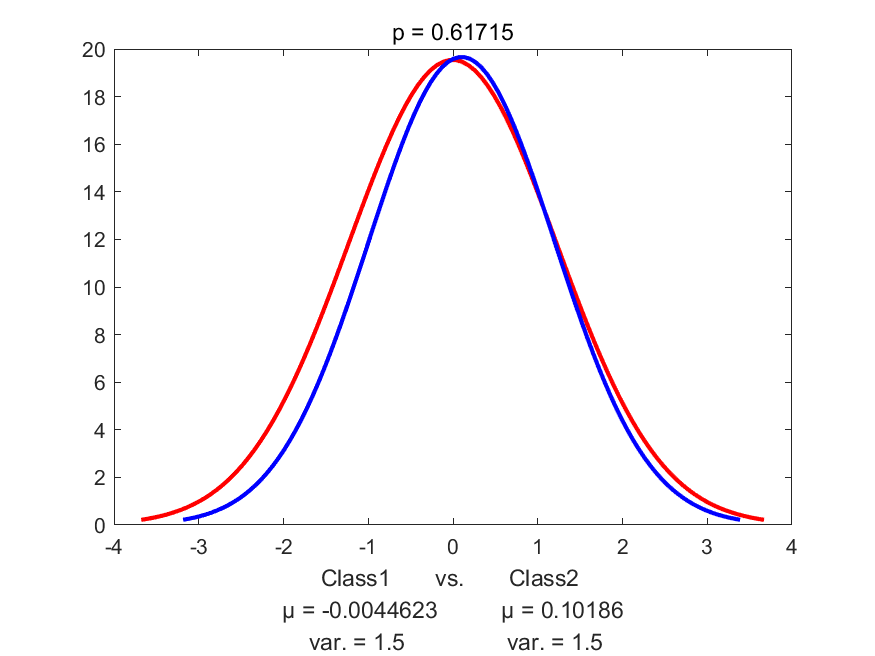 p = 0.61715
20
18
16
14
12
10
8
6
4
2
0
-4 -3 -2 -1 0 1 2 3 4
Class1 vs. Class2
μ = -0.0044623 μ = 0.10186
var. = 1.5 var. = 1.5